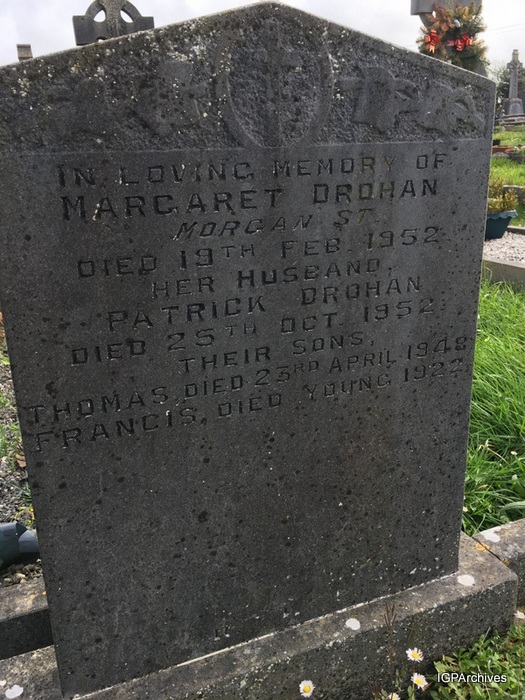 IN LOVING MEMORY OF
MARGARET DROHAN
MORGAN ST.
DIED 19TH FEB. 1952
HER HUSBAND,
PATRICK DROHAN
DIED 25TH OCT. 1952
THEIR SONS,
THOMAS, DIED 23RD APRIL 1948
FRANCIS, DIED YOUNG 1922
IGPArchives